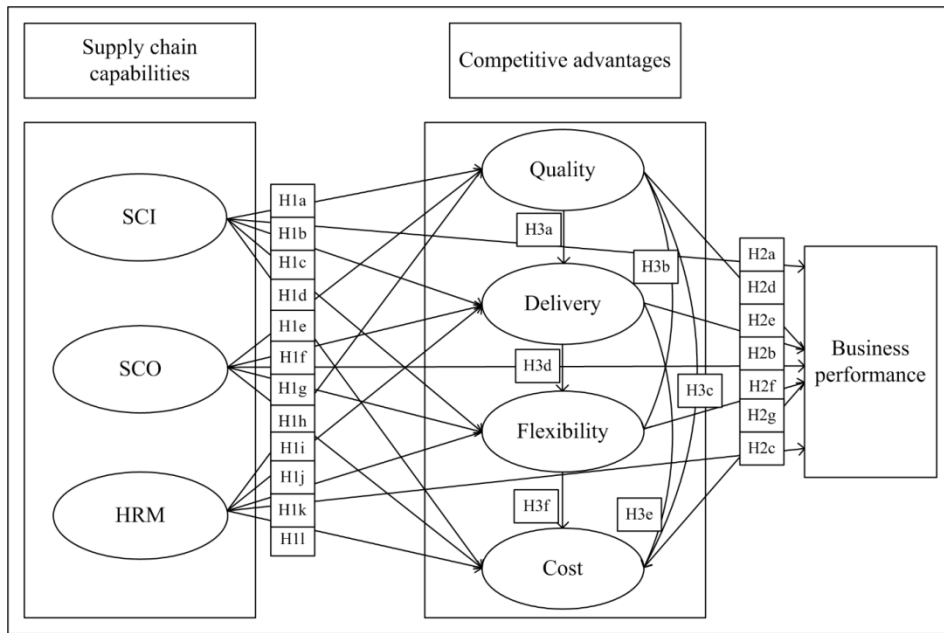 Supply chain
capabilities
Competitive advantages
SCI
SCO
HRM
H1a
H1b
H1c
H1d
H1e
H1f
H1g
H1h
H1i
H1j
H1k
H1l
Quality
H3a
H3b
Delivery
H3d
H3c
Flexibility
H3f
H3e
Cost
H2a
H2d
H2e
H2b
H2f
H2g
H2c
Business
performance